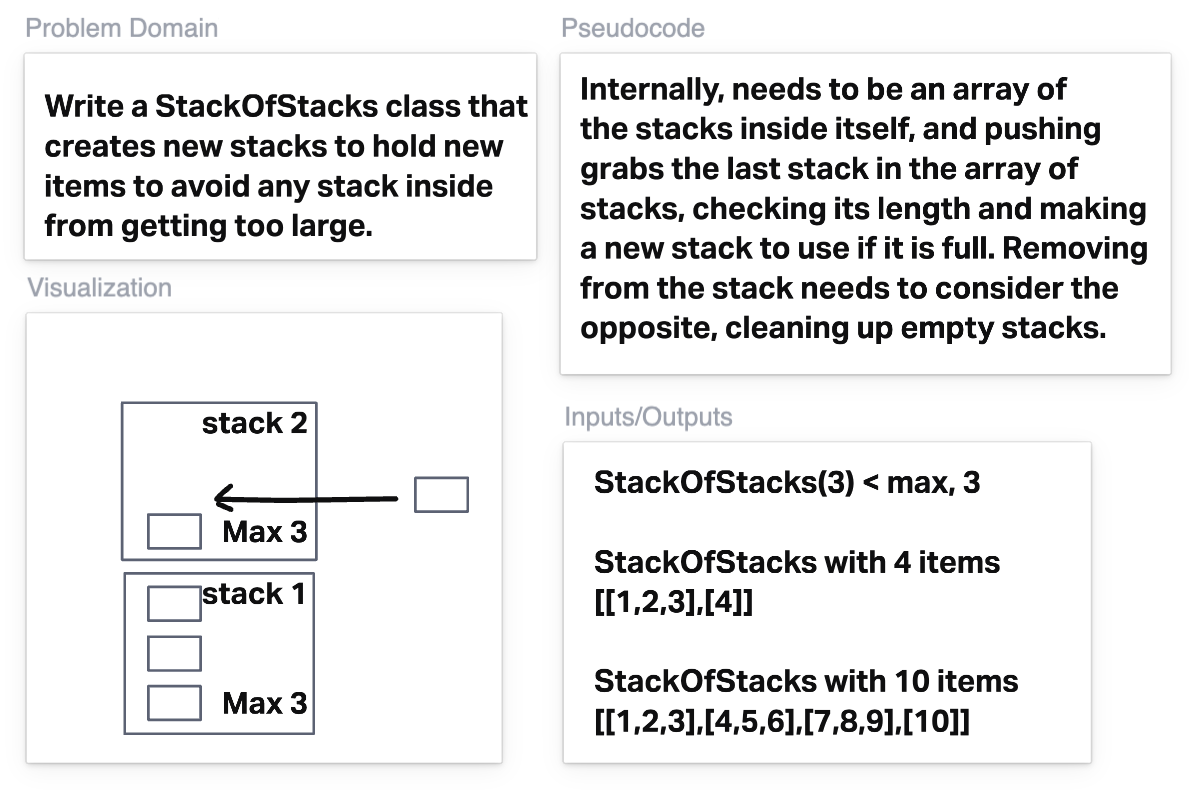 Problem Domain
Write a StackOfStacks class that
creates new stacks to hold new
items to avoid any stack inside
from getting too large.
Visualization
stack 2
Max 3
stack 1
Max 3
Pseudocode
Internally, needs to be an array of
the stacks inside itself, and pushing
grabs the last stack in the array of
stacks, checking its length and making
a new stack to use if it is full. Removing
from the stack needs to consider the
opposite, cleaning up empty stacks.
Inputs/Outputs
StackOfStacks(3) < max, 3
StackOfStacks with 4 items
[[1,2,3],[4]]
StackOfStacks with 10 items
[[1,2,3],[4,5,6],[7,8,9],[10]]